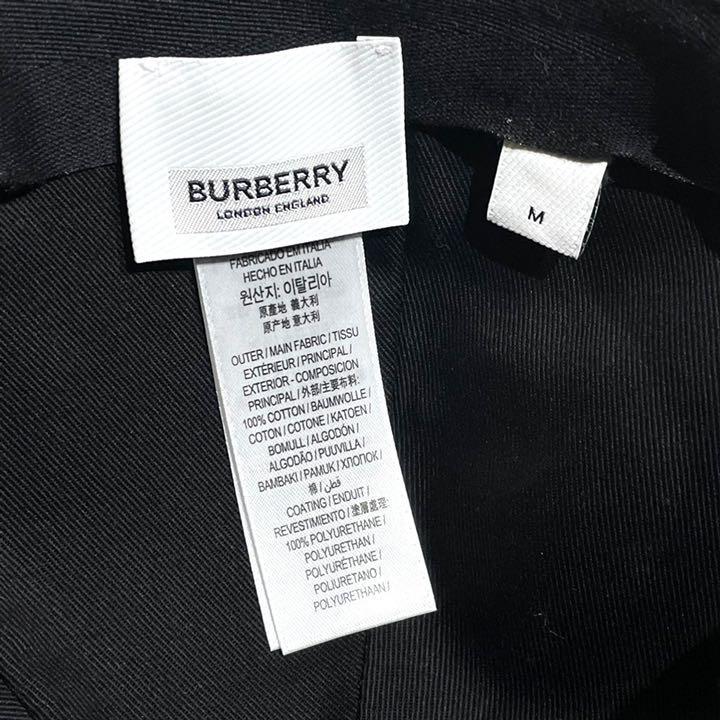 BURBERRY
LONDON ENGLAND
M
FABRICADO EM ITALIA
HECHO EN ITALIA
원산지: 이탈리아
原產地 義大利
原产地 意大利
OUTER / MAIN FABRIC / TISSU
EXTÉRIEUR / PRINCIPAL /
EXTERIOR - COMPOSICION
PRINCIPAL / 外部/主要布料:
100% COTTON / BAUMWOLLE /
COTON / COTONE / KATOEN /
BOMULL / ALGODÓN /
ALGODÃO / PUUVILLA /
BAMBAKI / PAMUK / ХЛОПОК /
棉 / قطن /
COATING / ENDUIT /
REVESTIMIENTO / 塗層處理:
100% POLYURETHANE /
POLYURETHAN /
POLYURÉTHANE /
POLIURETANO /
POLYURETHAAN /